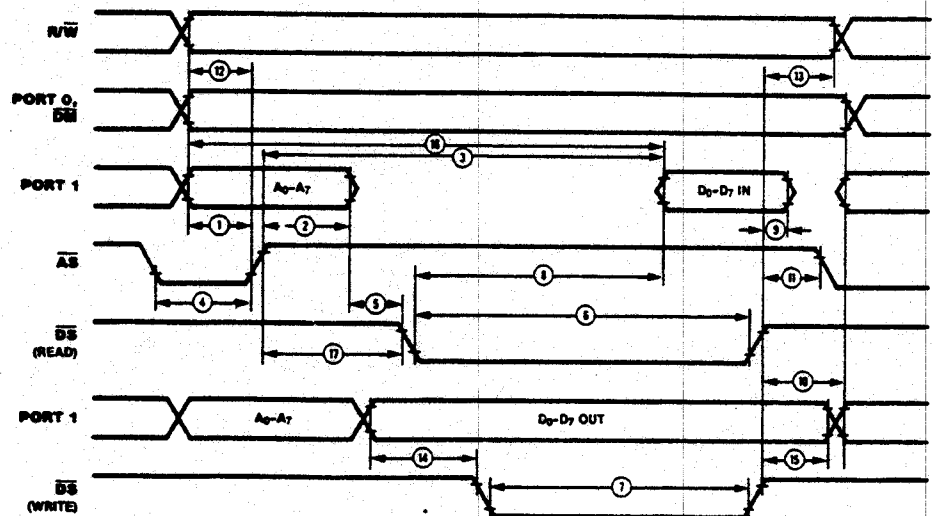 R/W
12
13
PORT 0,
DM
16
3
PORT 1
A0-A7
D0-D7 IN
1
2
9
AS
8
11
4
5
6
DS
(READ)
17
10
PORT 1
A0-A7
D0-D7 OUT
14
15
7
DS
(WRITE)